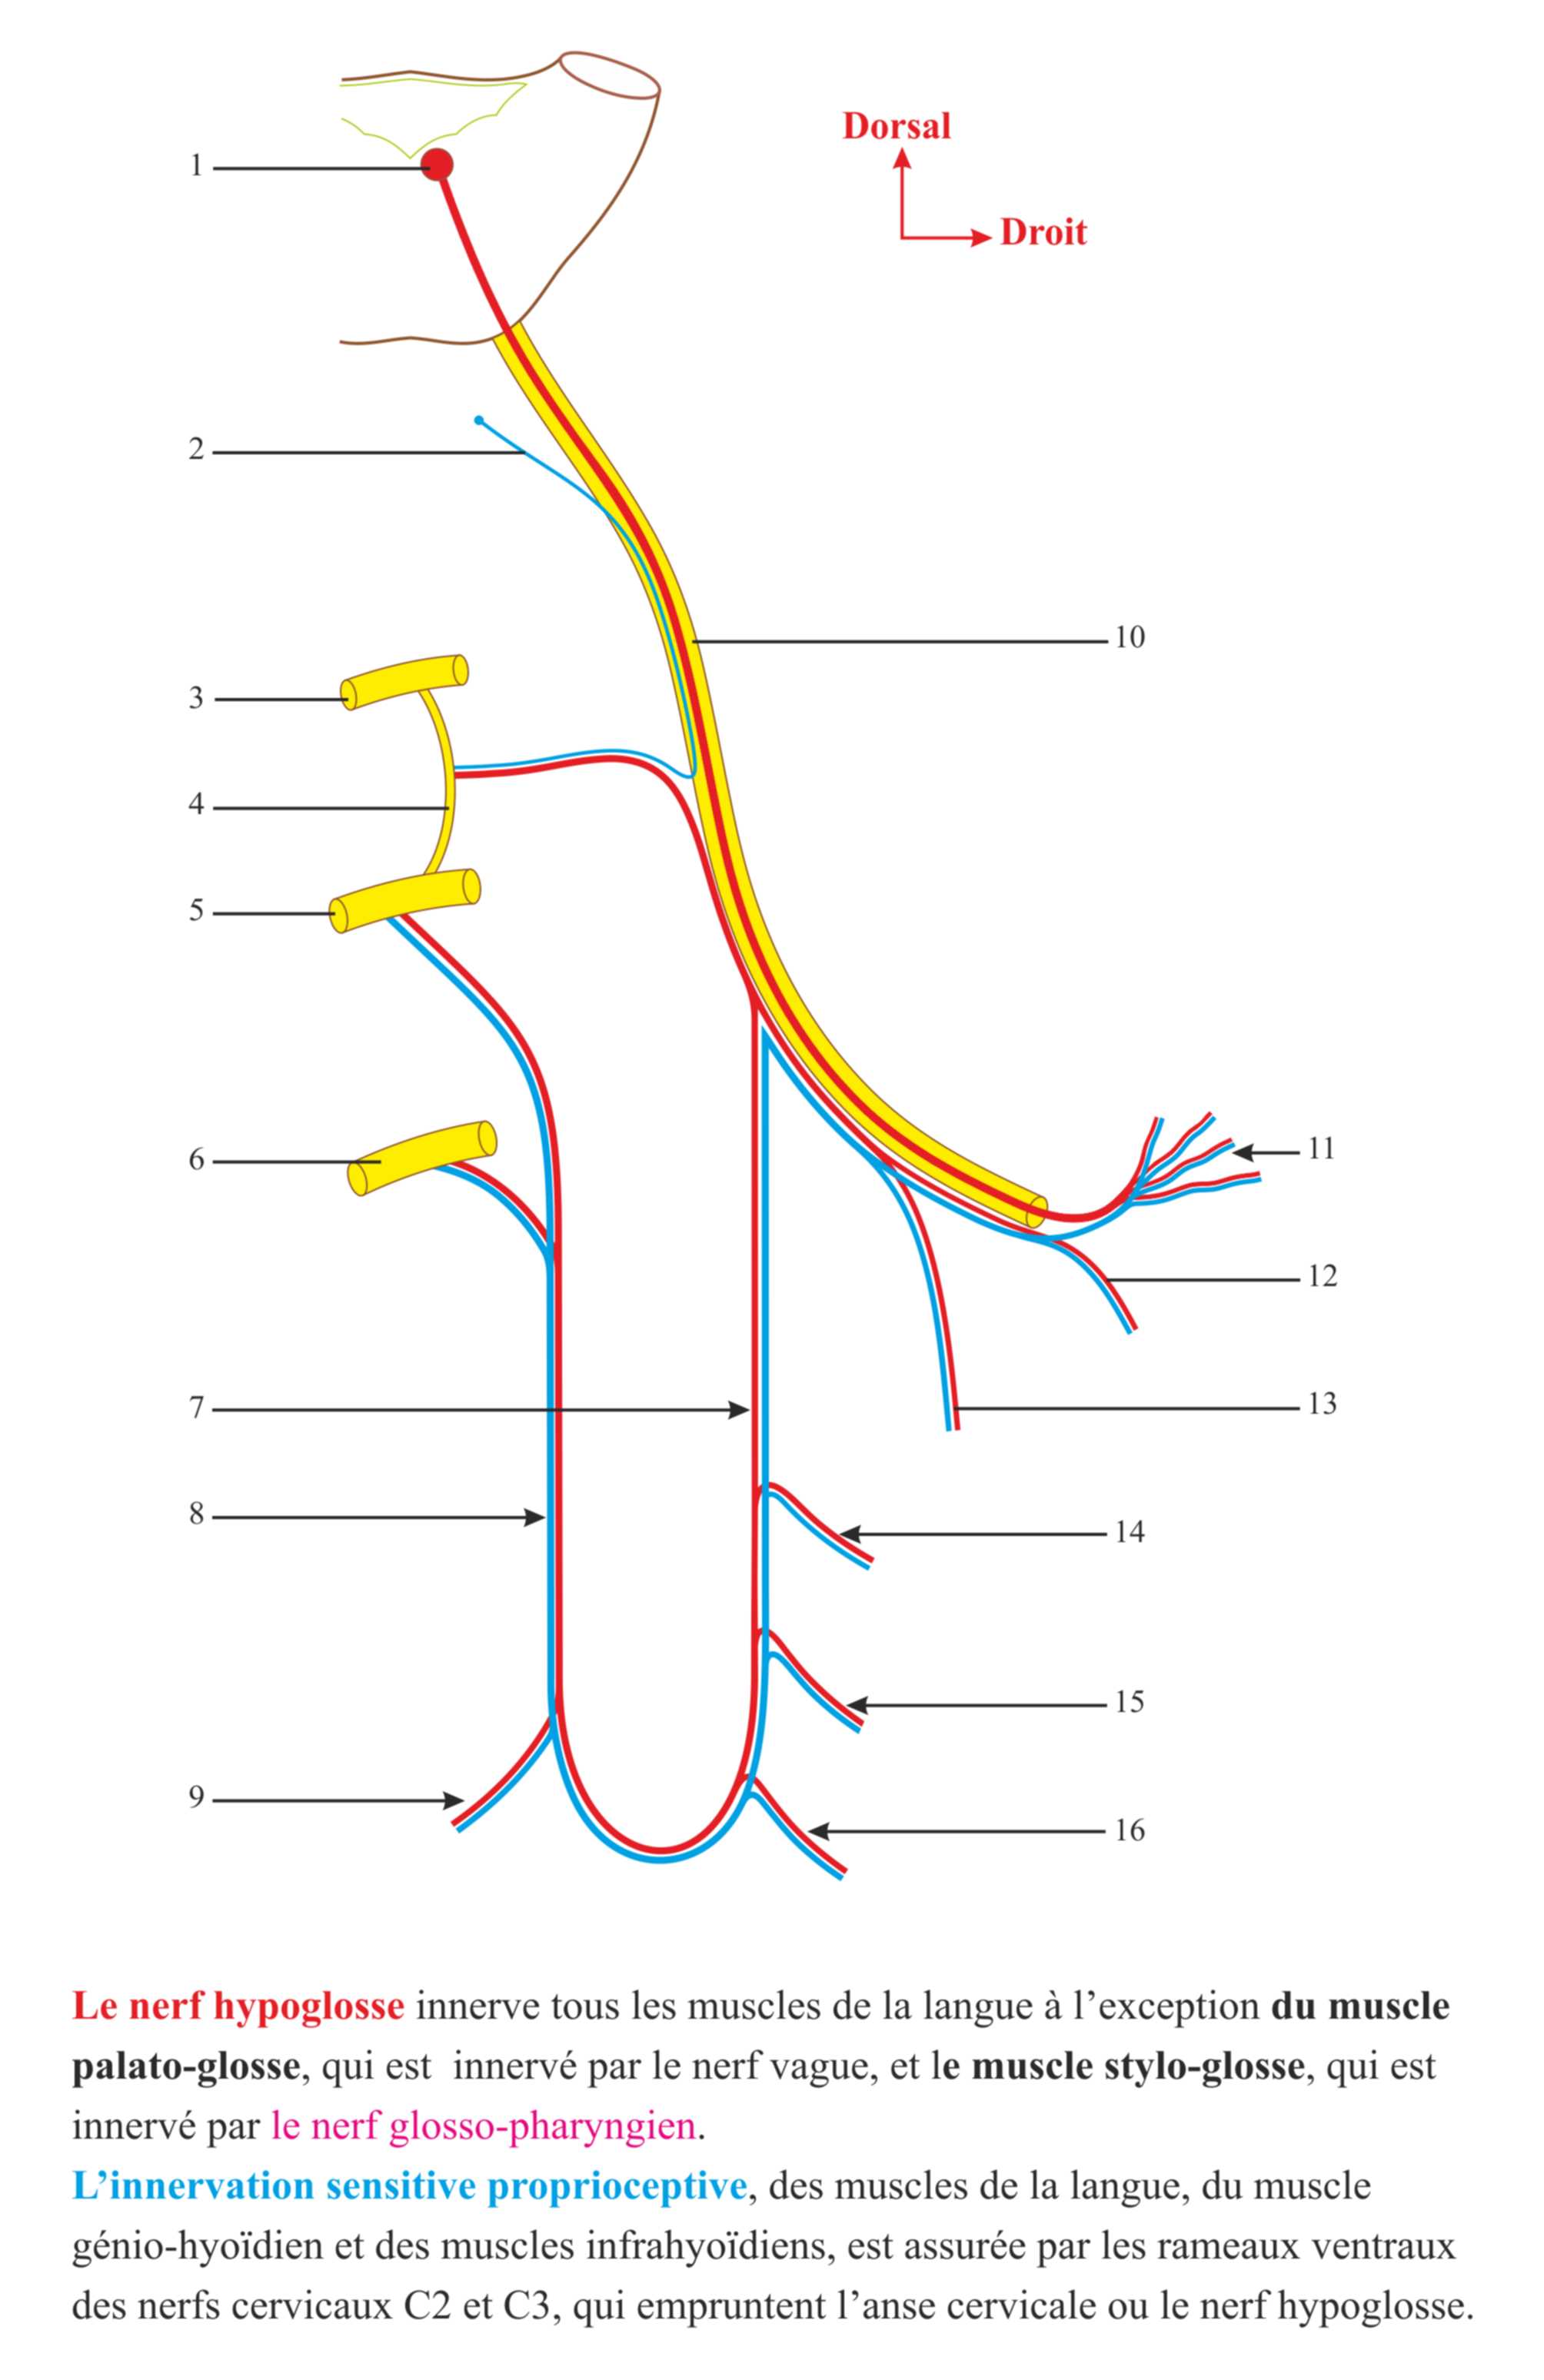 Dorsal
1
Droit
2
10
3
4
5
11
6
12
13
7
8
14
15
9
16
Le nerf hypoglosse innerve tous les muscles de la langue à l’exception du muscle
palato-glosse, qui est innervé par le nerf vague, et le muscle stylo-glosse, qui est
innervé par le nerf glosso-pharyngien.
L’innervation sensitive proprioceptive, des muscles de la langue, du muscle
génio-hyoïdien et des muscles infrahyoïdiens, est assurée par les rameaux ventraux
des nerfs cervicaux C2 et C3, qui empruntent l’anse cervicale ou le nerf hypoglosse.